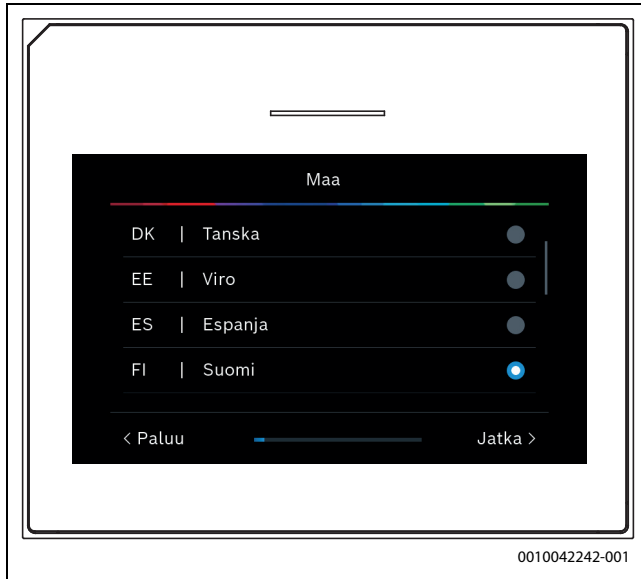 Maa
DK | Tanska
EE | Viro
ES | Espanja
FI | Suomi
< Paluu Jatka >
0010042242-001